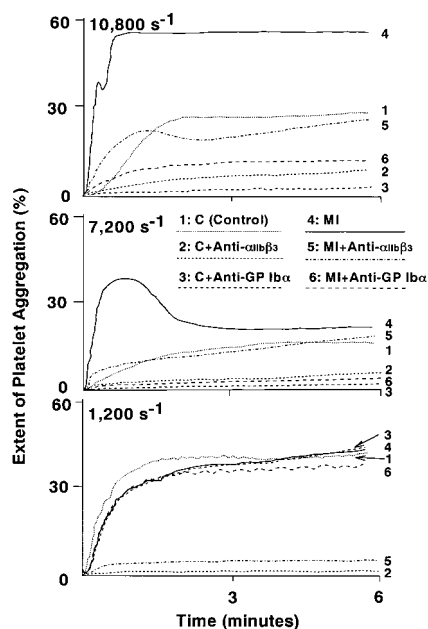 60
10,800 s⁻¹
4
30
1
5
6
2
3
0
Extent of Platelet Aggregation (%)
60
7,200 s⁻¹
1: C (Control)
4: MI
2: C+Anti-αIIbβ3
5: MI+Anti-αIIbβ3
3: C+Anti-GP Ibα
6: MI+Anti-GP Ibα
30
4
5
1
2
6
3
0
60
1,200 s⁻¹
3
4
1
6
30
5
2
0
3
6
Time (minutes)